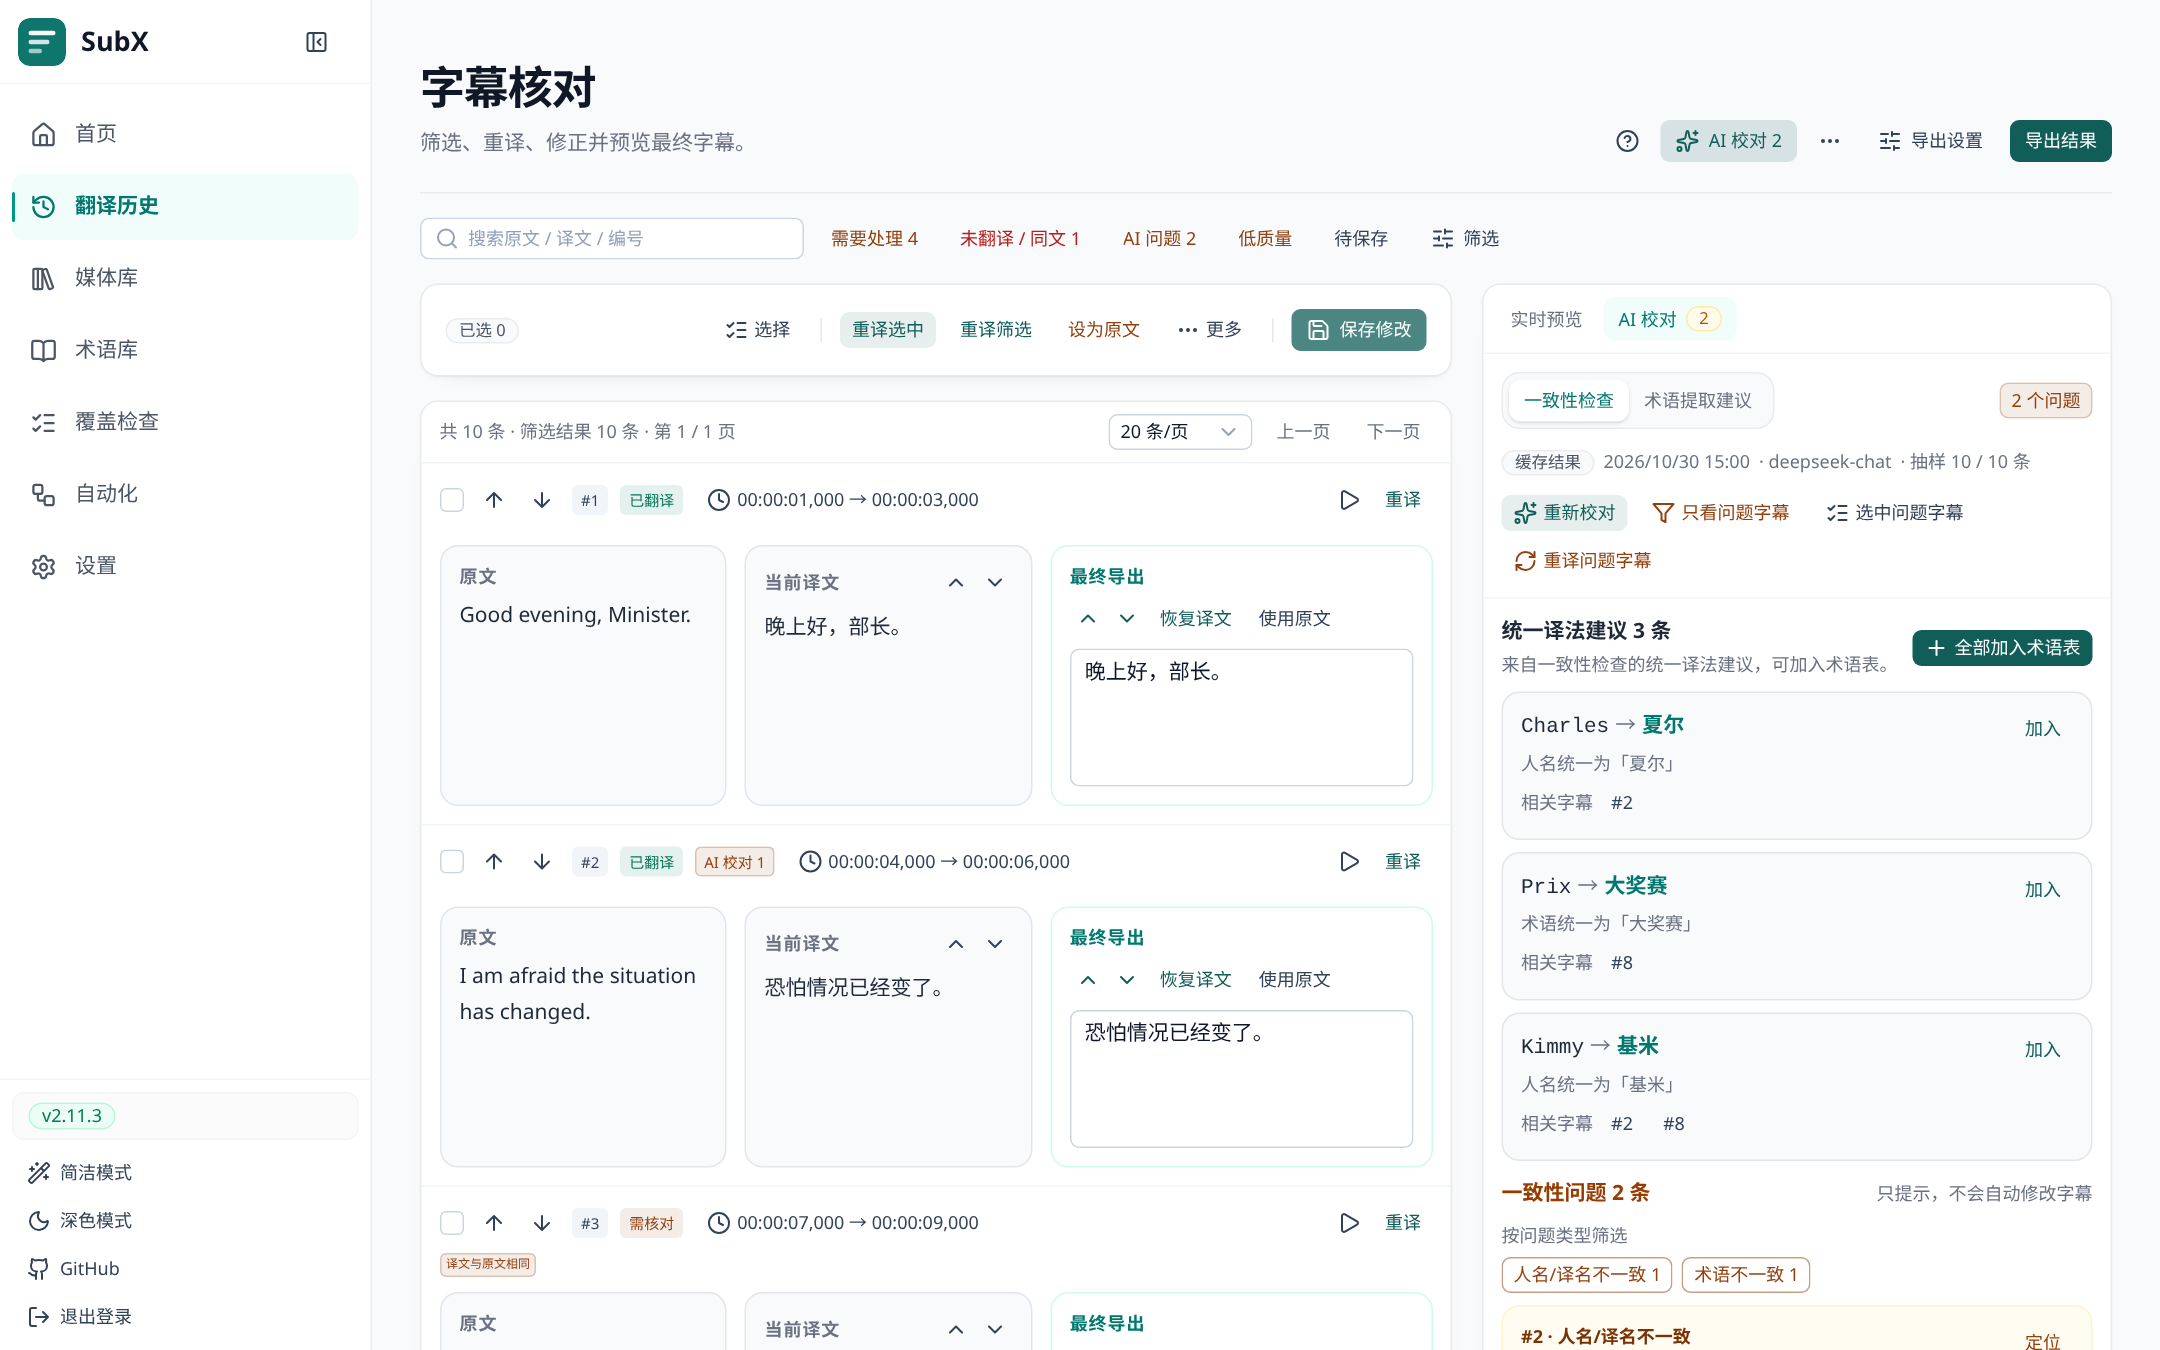 SubX
首页
翻译历史
媒体库
术语库
覆盖检查
自动化
设置
v2.11.3
简洁模式
深色模式
GitHub
退出登录
字幕核对
筛选、重译、修正并预览最终字幕。
AI 校对 2
导出设置
导出结果
搜索原文 / 译文 / 编号
需要处理 4
未翻译 / 同文 1
AI 问题 2
低质量
待保存
筛选
已选 0
选择
重译选中
重译筛选
设为原文
更多
保存修改
共 10 条 · 筛选结果 10 条 · 第 1 / 1 页
20 条/页
上一页
下一页
#1
已翻译
00:00:01,000 → 00:00:03,000
重译
原文
Good evening, Minister.
当前译文
晚上好，部长。
最终导出
恢复译文
使用原文
晚上好，部长。
#2
已翻译
AI 校对 1
00:00:04,000 → 00:00:06,000
重译
原文
I am afraid the situation
has changed.
当前译文
恐怕情况已经变了。
最终导出
恢复译文
使用原文
恐怕情况已经变了。
#3
需核对
00:00:07,000 → 00:00:09,000
重译
译文与原文相同
原文
当前译文
最终导出
实时预览
AI 校对 2
一致性检查
术语提取建议
2 个问题
缓存结果
2026/10/30 15:00 · deepseek-chat · 抽样 10 / 10 条
重新校对
只看问题字幕
选中问题字幕
重译问题字幕
统一译法建议 3 条
来自一致性检查的统一译法建议，可加入术语表。
全部加入术语表
Charles → 夏尔
加入
人名统一为「夏尔」
相关字幕 #2
Prix → 大奖赛
加入
术语统一为「大奖赛」
相关字幕 #8
Kimmy → 基米
加入
人名统一为「基米」
相关字幕 #2 #8
一致性问题 2 条
只提示，不会自动修改字幕
按问题类型筛选
人名/译名不一致 1
术语不一致 1
#2 · 人名/译名不一致
定位